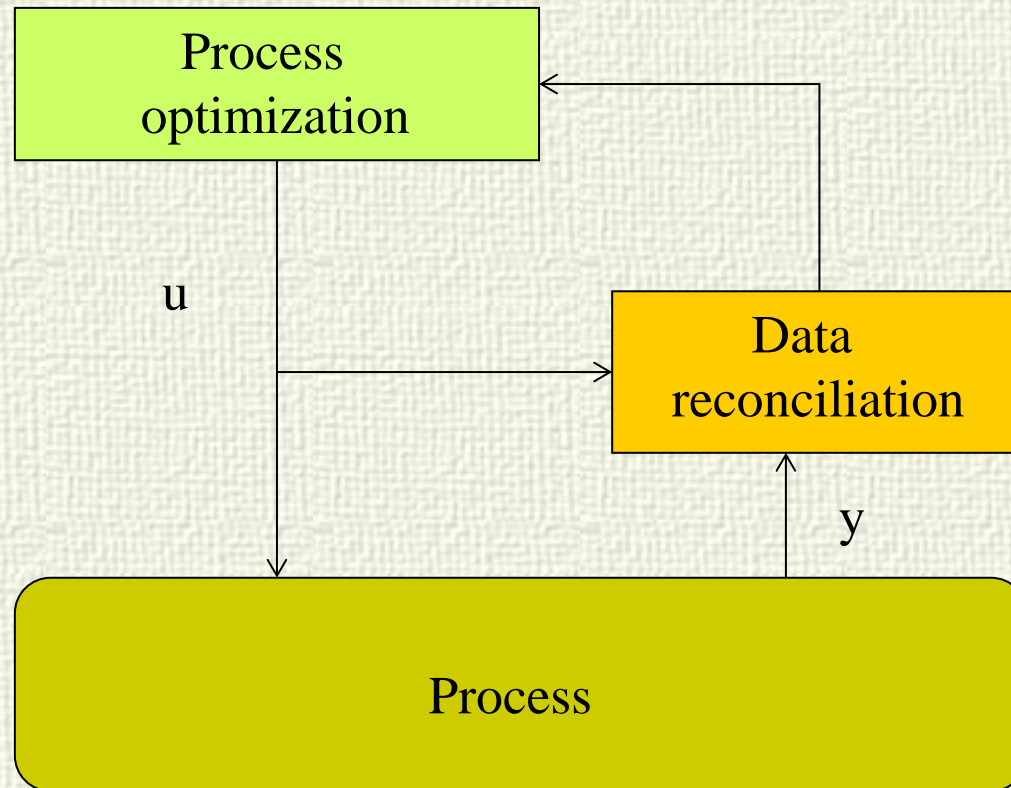 Process
optimization
u
Data
reconciliation
y
Process